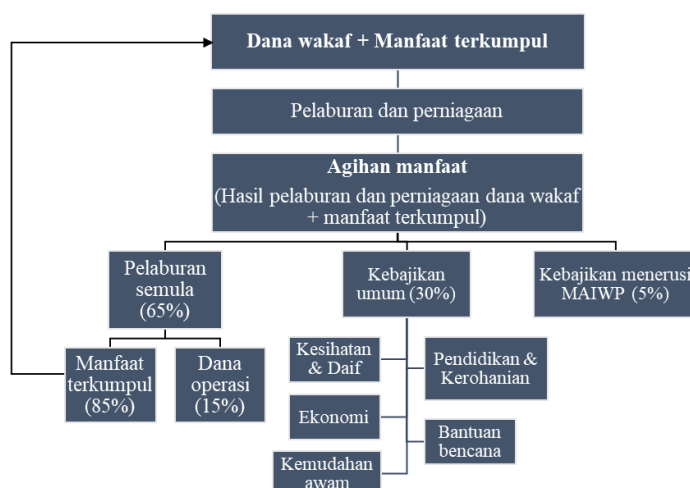 Dana wakaf + Manfaat terkumpul
Pelaburan dan perniagaan
Agihan manfaat
(Hasil pelaburan dan perniagaan dana wakaf
+ manfaat terkumpul)
Pelaburan
semula
(65%)
Kebajikan
umum (30%)
Kebajikan menerusi
MAIWP (5%)
Manfaat
terkumpul
(85%)
Dana
operasi
(15%)
Kesihatan
& Daif
Pendidikan &
Kerohanian
Ekonomi
Bantuan
bencana
Kemudahan
awam